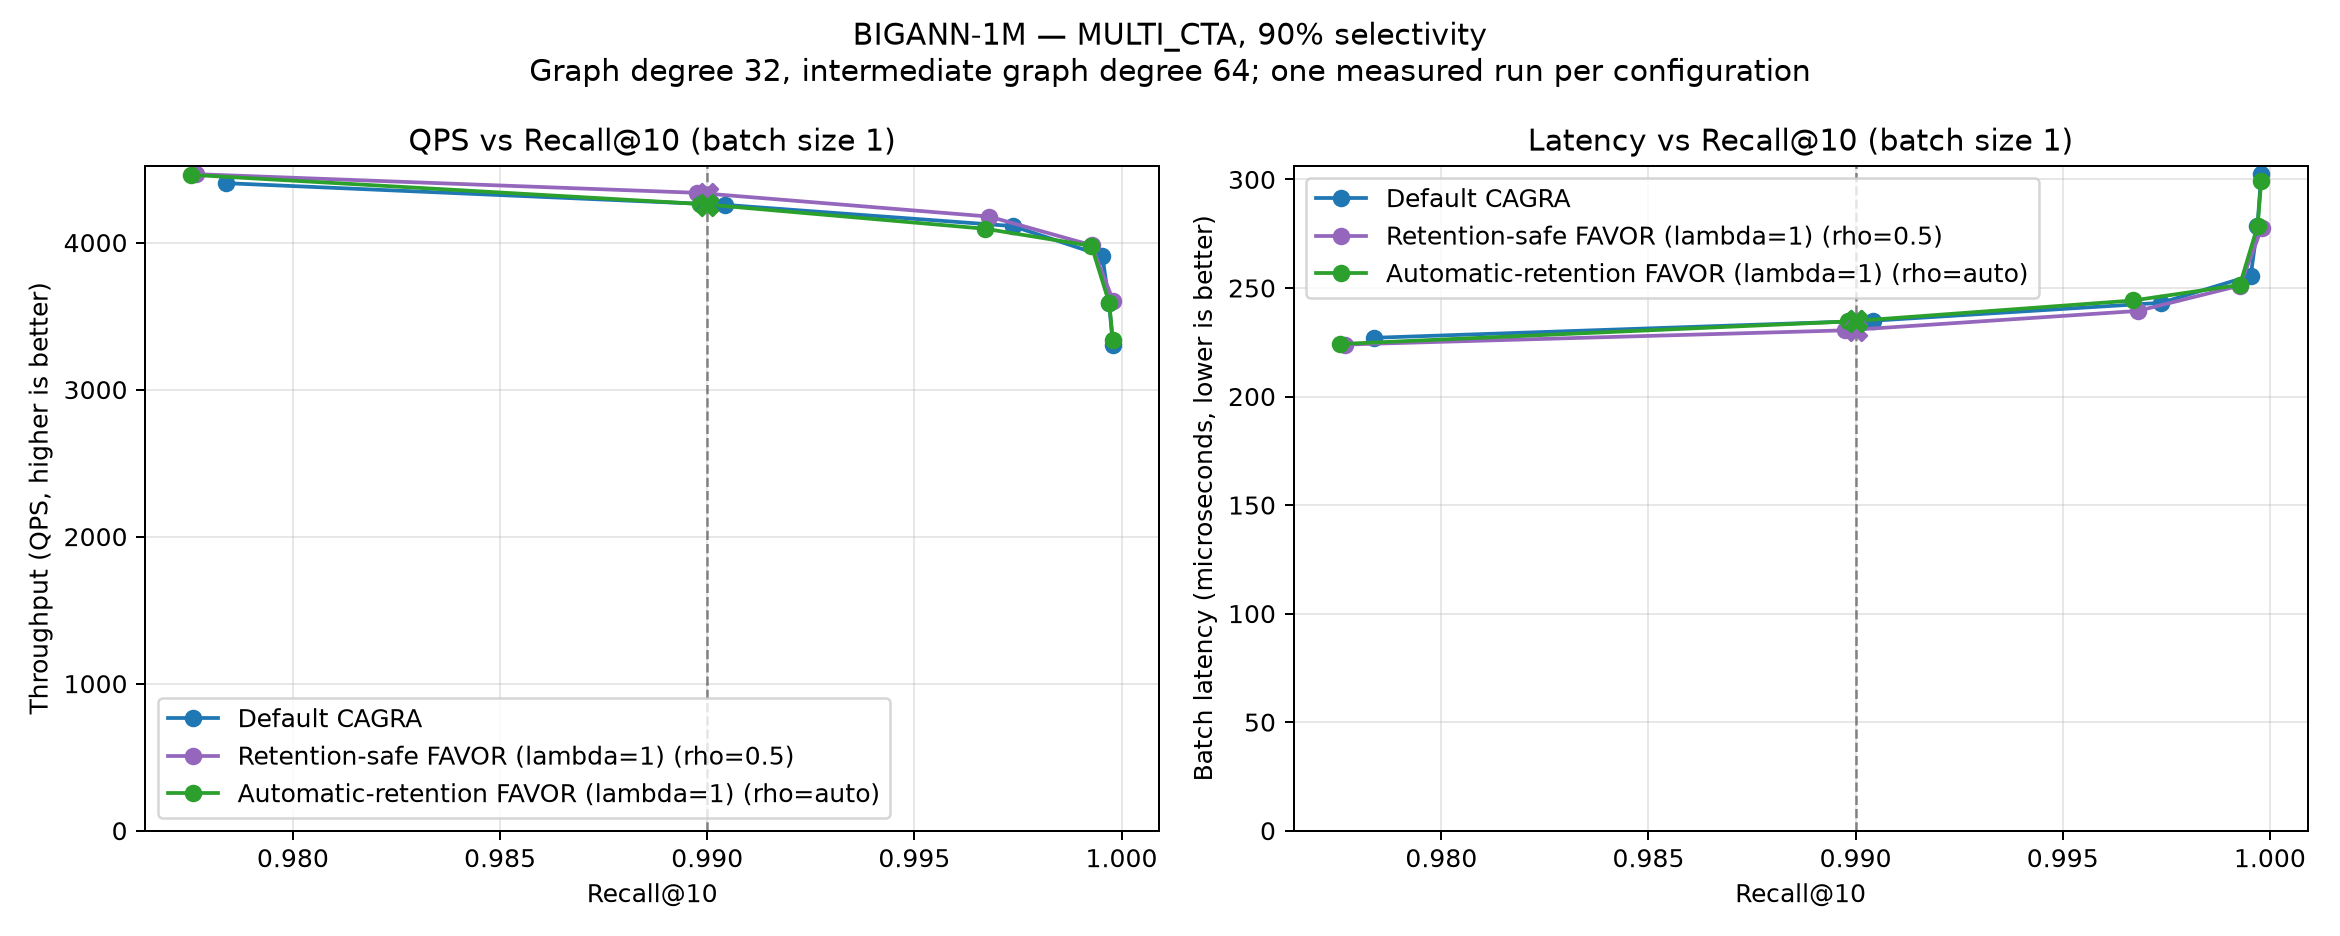 BIGANN-1M — MULTI_CTA, 90% selectivity
Graph degree 32, intermediate graph degree 64; one measured run per configuration
QPS vs Recall@10 (batch size 1)
Throughput (QPS, higher is better)
4000
3000
2000
1000
0
Default CAGRA
Retention-safe FAVOR (lambda=1) (rho=0.5)
Automatic-retention FAVOR (lambda=1) (rho=auto)
0.980 0.985 0.990 0.995 1.000
Recall@10
Latency vs Recall@10 (batch size 1)
Batch latency (microseconds, lower is better)
300
250
200
150
100
50
0
Default CAGRA
Retention-safe FAVOR (lambda=1) (rho=0.5)
Automatic-retention FAVOR (lambda=1) (rho=auto)
0.980 0.985 0.990 0.995 1.000
Recall@10